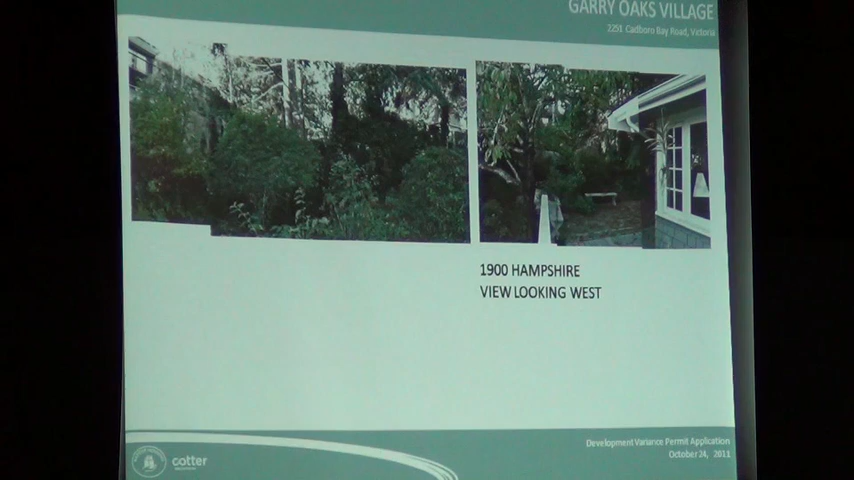 GARRY OAKS VILLAGE
2251 Cadboro Bay Road, Victoria
1900 HAMPSHIRE
VIEW LOOKING WEST
Development Variance Permit Application
October 24, 2011
cotter